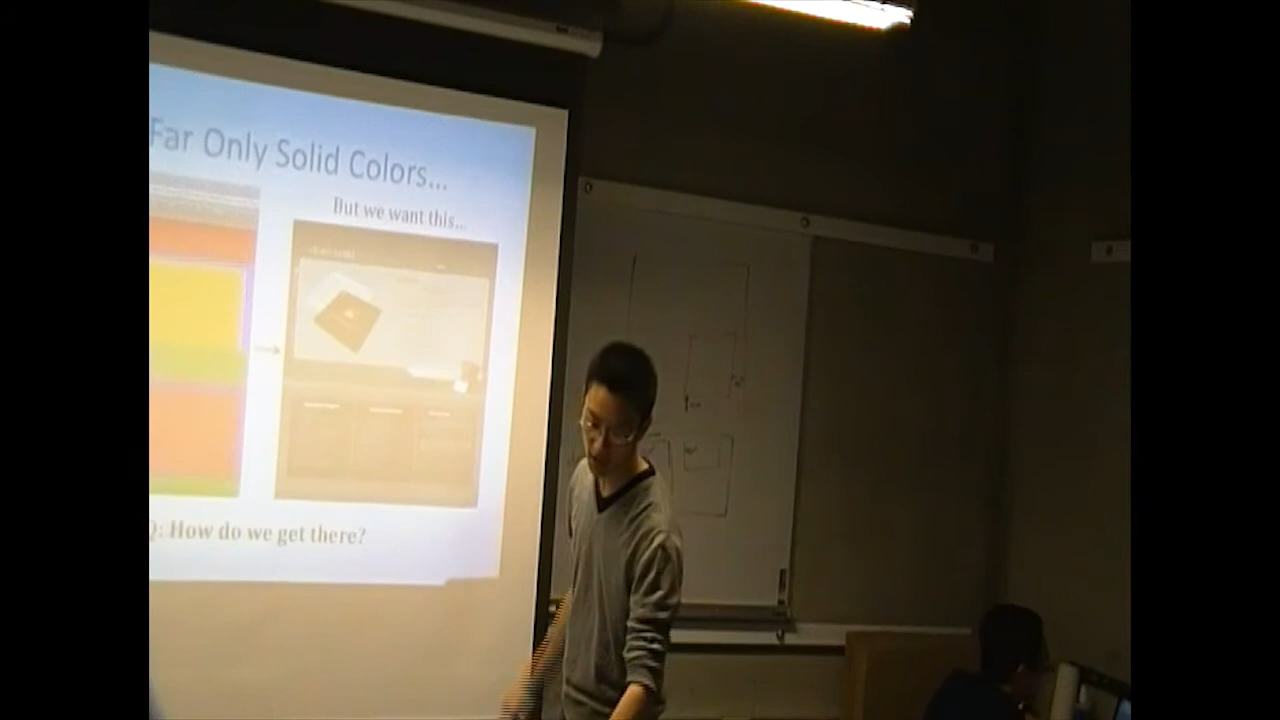 Far Only Solid Colors...
But we want this...
Q: How do we get there?